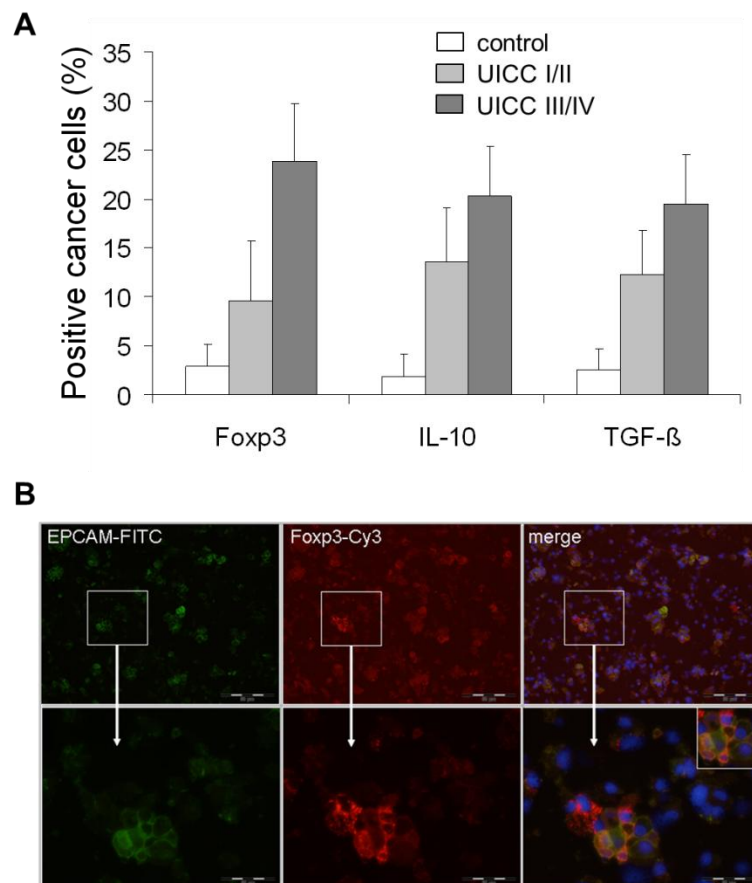 A
control
UICC I/II
UICC III/IV
Positive cancer cells (%)
35
30
25
20
15
10
5
0
Foxp3 IL-10 TGF-ß
B
EPCAM-FITC Foxp3-Cy3 merge